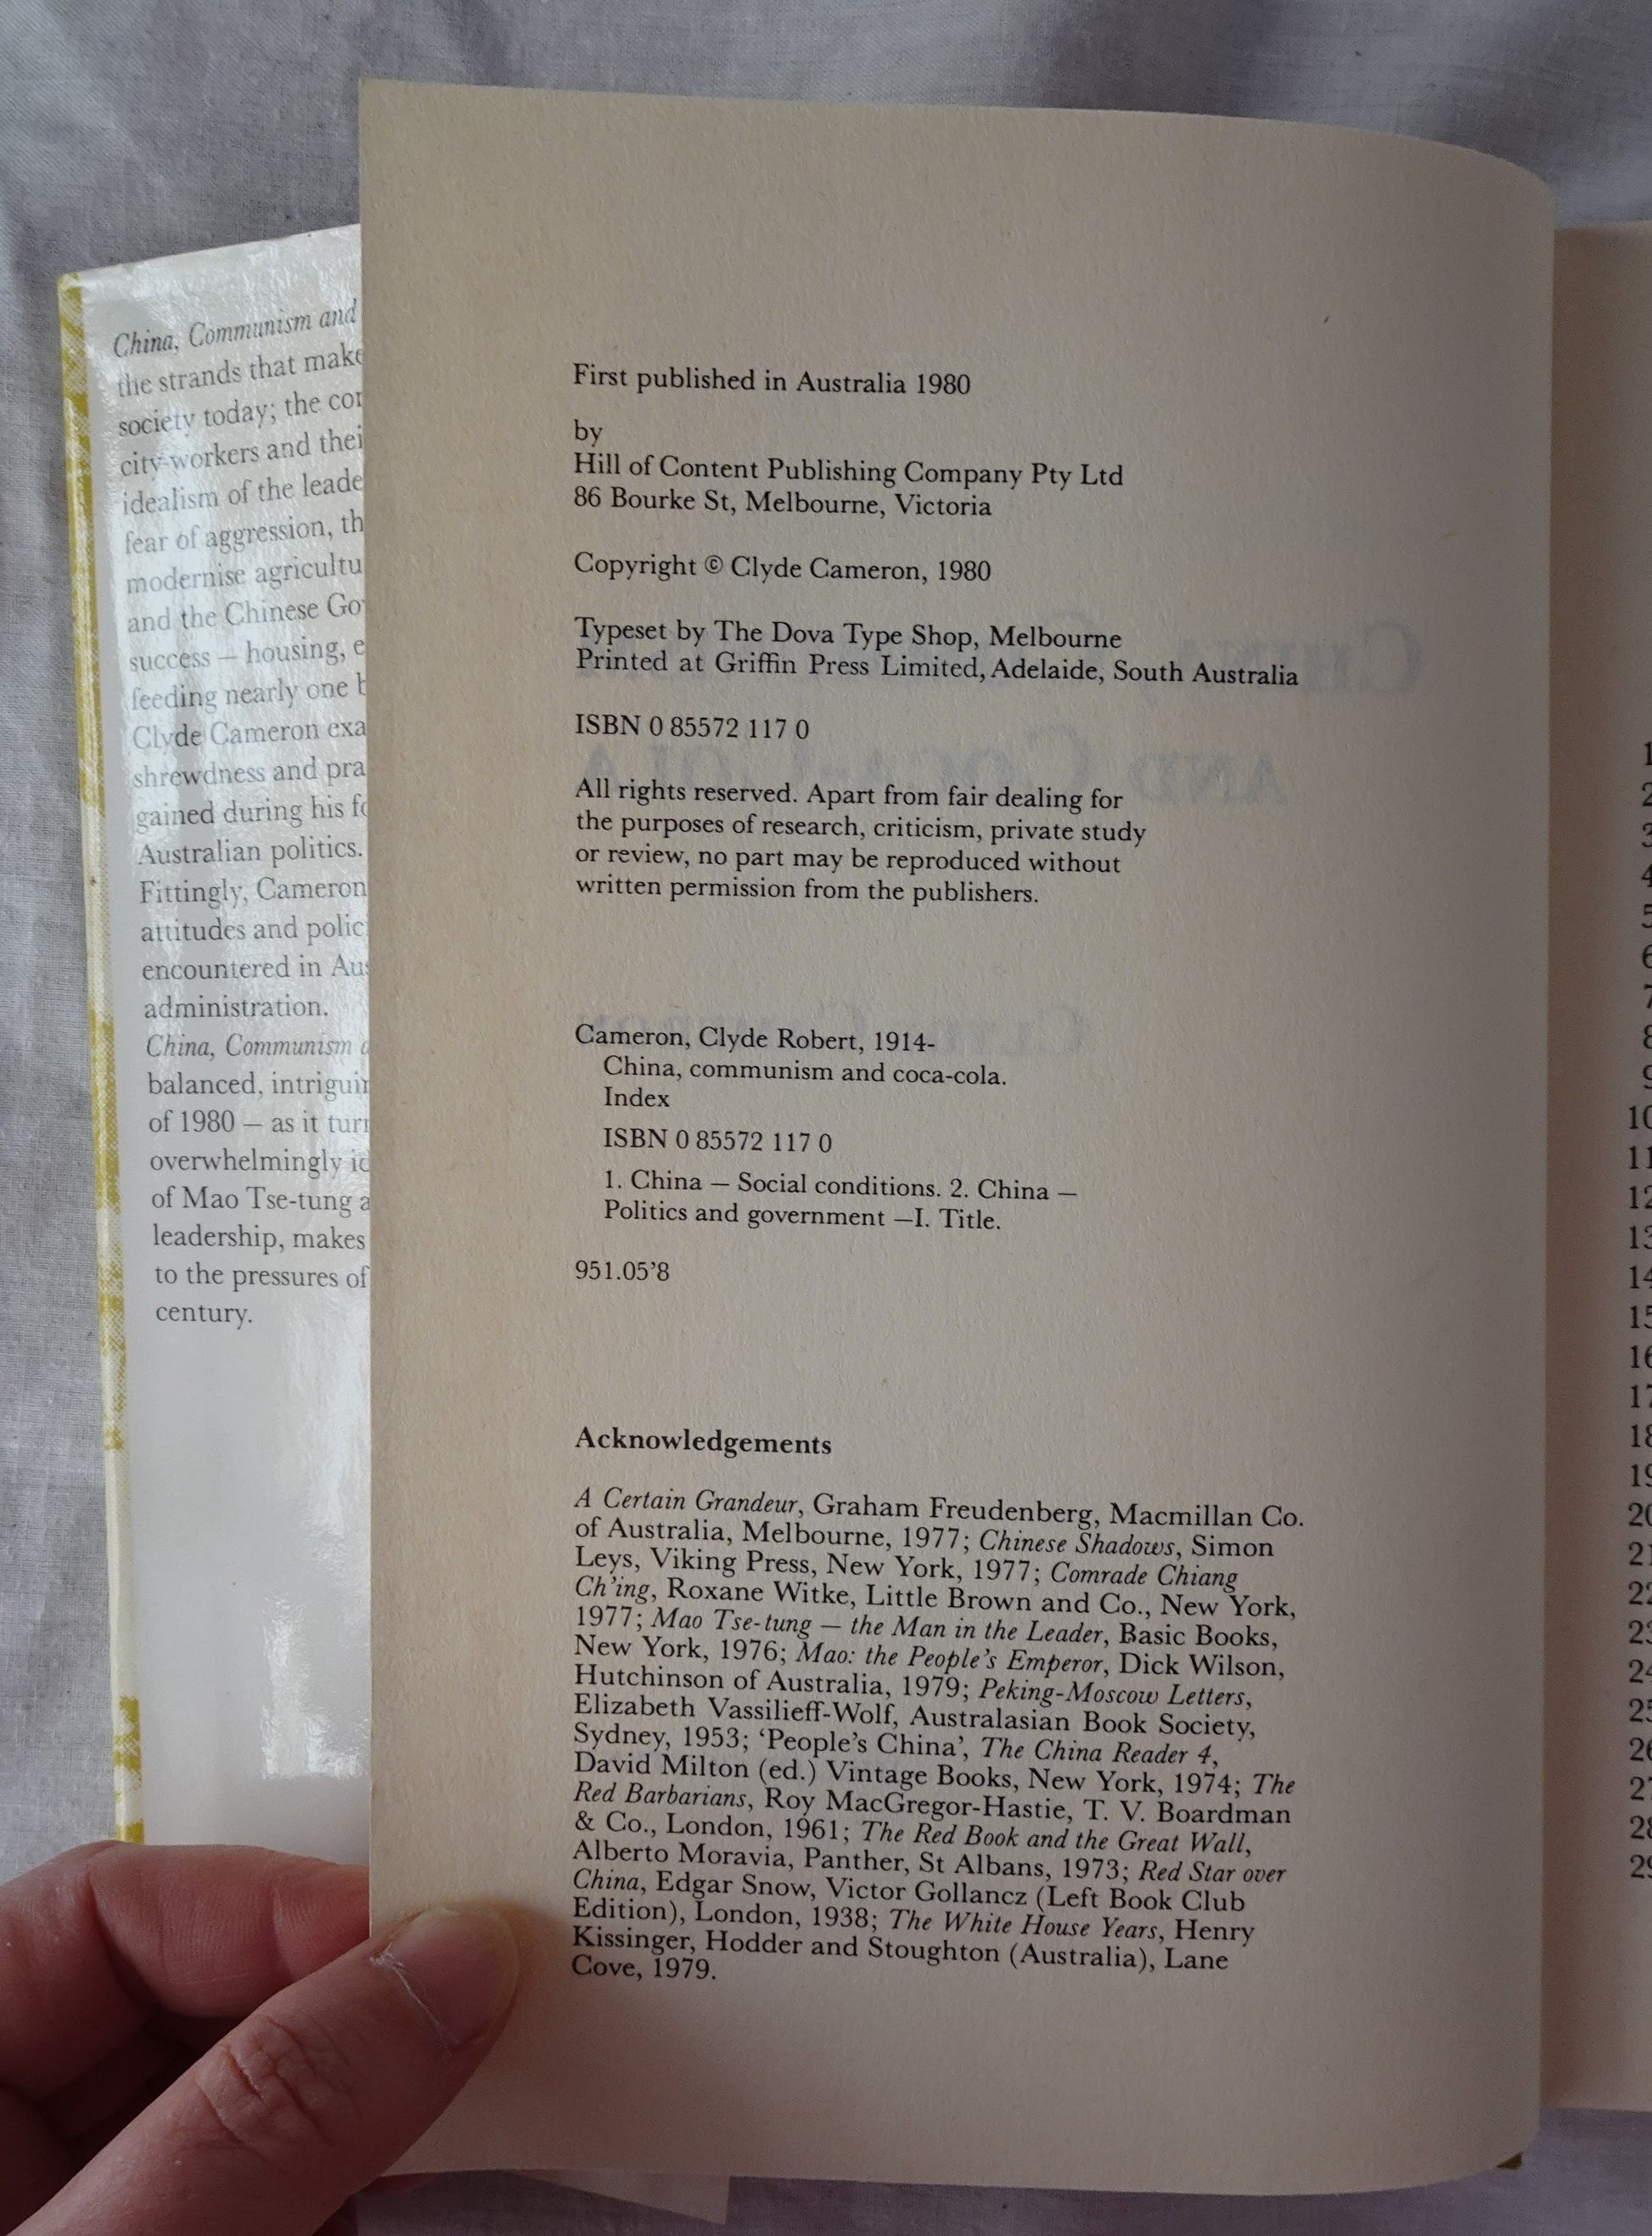 China, Communism and
the strands that make
society today; the
city-workers and
idealism of the
fear of aggression,
modernise
and the Chinese
success — housing,
feeding nearly one
Clyde Cameron
shrewdness and
gained during his
Australian politics.
Fittingly, Cameron
attitudes and
encountered in
administration.
China, Communism
balanced,
of 1980 — as it
overwhelmingly
of Mao Tse-tung
leadership, makes
to the pressures of
century.
First published in Australia 1980
by
Hill of Content Publishing Company Pty Ltd
86 Bourke St, Melbourne, Victoria
Copyright © Clyde Cameron, 1980
Typeset by The Dova Type Shop, Melbourne
Printed at Griffin Press Limited, Adelaide, South Australia
ISBN 0 85572 117 0
All rights reserved. Apart from fair dealing for
the purposes of research, criticism, private study
or review, no part may be reproduced without
written permission from the publishers.
Cameron, Clyde Robert, 1914-
China, communism and coca-cola.
Index
ISBN 0 85572 117 0
1. China — Social conditions. 2. China —
Politics and government —I. Title.
951.05'8
Acknowledgements
A Certain Grandeur, Graham Freudenberg, Macmillan Co.
of Australia, Melbourne, 1977; Chinese Shadows, Simon
Leys, Viking Press, New York, 1977; Comrade Chiang
Ch'ing, Roxane Witke, Little Brown and Co., New York,
1977; Mao Tse-tung — the Man in the Leader, Basic Books,
New York, 1976; Mao: the People's Emperor, Dick Wilson,
Hutchinson of Australia, 1979; Peking-Moscow Letters,
Elizabeth Vassilieff-Wolf, Australasian Book Society,
Sydney, 1953; ‘People's China’, The China Reader 4,
David Milton (ed.) Vintage Books, New York, 1974; The
Red Barbarians, Roy MacGregor-Hastie, T. V. Boardman
& Co., London, 1961; The Red Book and the Great Wall,
Alberto Moravia, Panther, St Albans, 1973; Red Star over
China, Edgar Snow, Victor Gollancz (Left Book Club
Edition), London, 1938; The White House Years, Henry
Kissinger, Hodder and Stoughton (Australia), Lane
Cove, 1979.